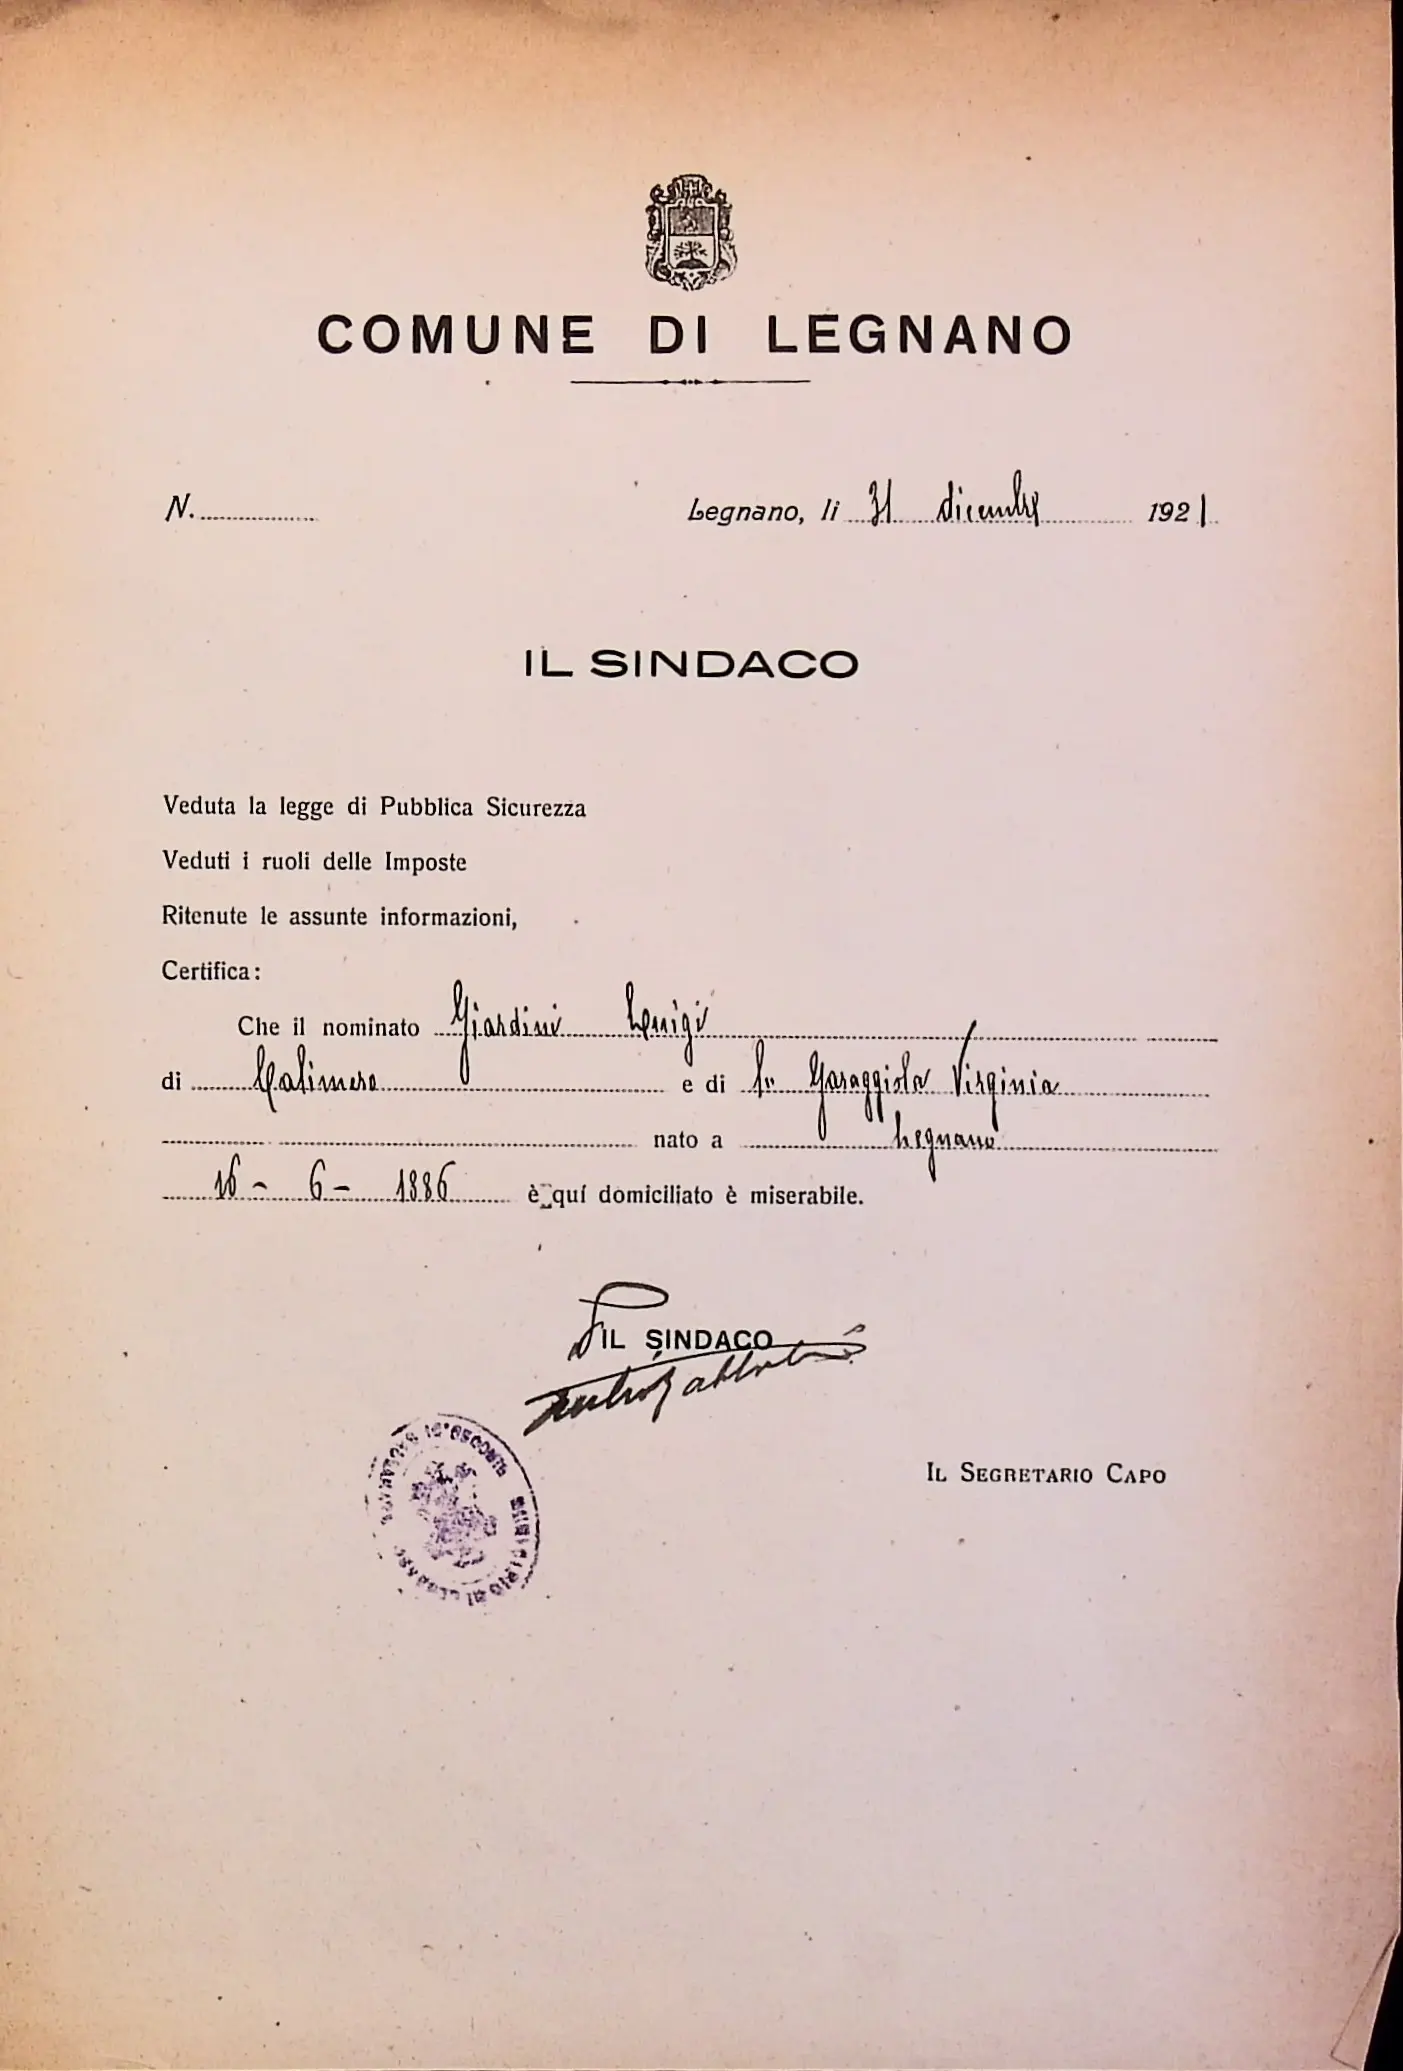 COMUNE DI LEGNANO
N. Legnano, li 31 dicembre 1921
IL SINDACO
Veduta la legge di Pubblica Sicurezza
Veduti i ruoli delle Imposte
Ritenute le assunte informazioni,
Certifica:
Che il nominato Giardini Luigi
di Calimero e di fu Garaggiola Virginia
nato a Legnano
16 - 6 - 1886 è qui domiciliato è miserabile.
IL SINDACO
IL SEGRETARIO CAPO